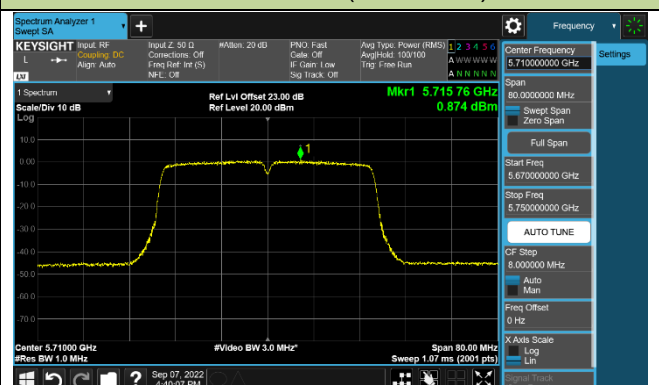 Spectrum Analyzer 1
Swept SA
+
Frequency
KEYSIGHT
L
LXI
Input: RF
Coupling: DC
Align: Auto
Input Z: 50 Ω
Corrections: Off
Freq Ref: Int (S)
NFE: Off
#Atten: 20 dB
PNO: Fast
Gate: Off
IF Gain: Low
Sig Track: Off
Avg Type: Power (RMS)
Avg|Hold: 100/100
Trig: Free Run
1 2 3 4 5 6
A W W W W W
A N N N N N
1 Spectrum
Scale/Div 10 dB
Log
Ref Lvl Offset 23.00 dB
Ref Level 20.00 dBm
Mkr1 5.715 76 GHz
0.874 dBm
1
10.0
0.00
-10.0
-20.0
-30.0
-40.0
-50.0
-60.0
-70.0
Center 5.71000 GHz
#Res BW 1.0 MHz
#Video BW 3.0 MHz*
Span 80.00 MHz
Sweep 1.07 ms (2001 pts)
Sep 07, 2022
4:40:07 PM
?
Center Frequency
5.710000000 GHz
Settings
Span
80.0000000 MHz
Swept Span
Zero Span
Full Span
Start Freq
5.670000000 GHz
Stop Freq
5.750000000 GHz
AUTO TUNE
CF Step
8.000000 MHz
Auto
Man
Freq Offset
0 Hz
X Axis Scale
Log
Lin
Signal Track